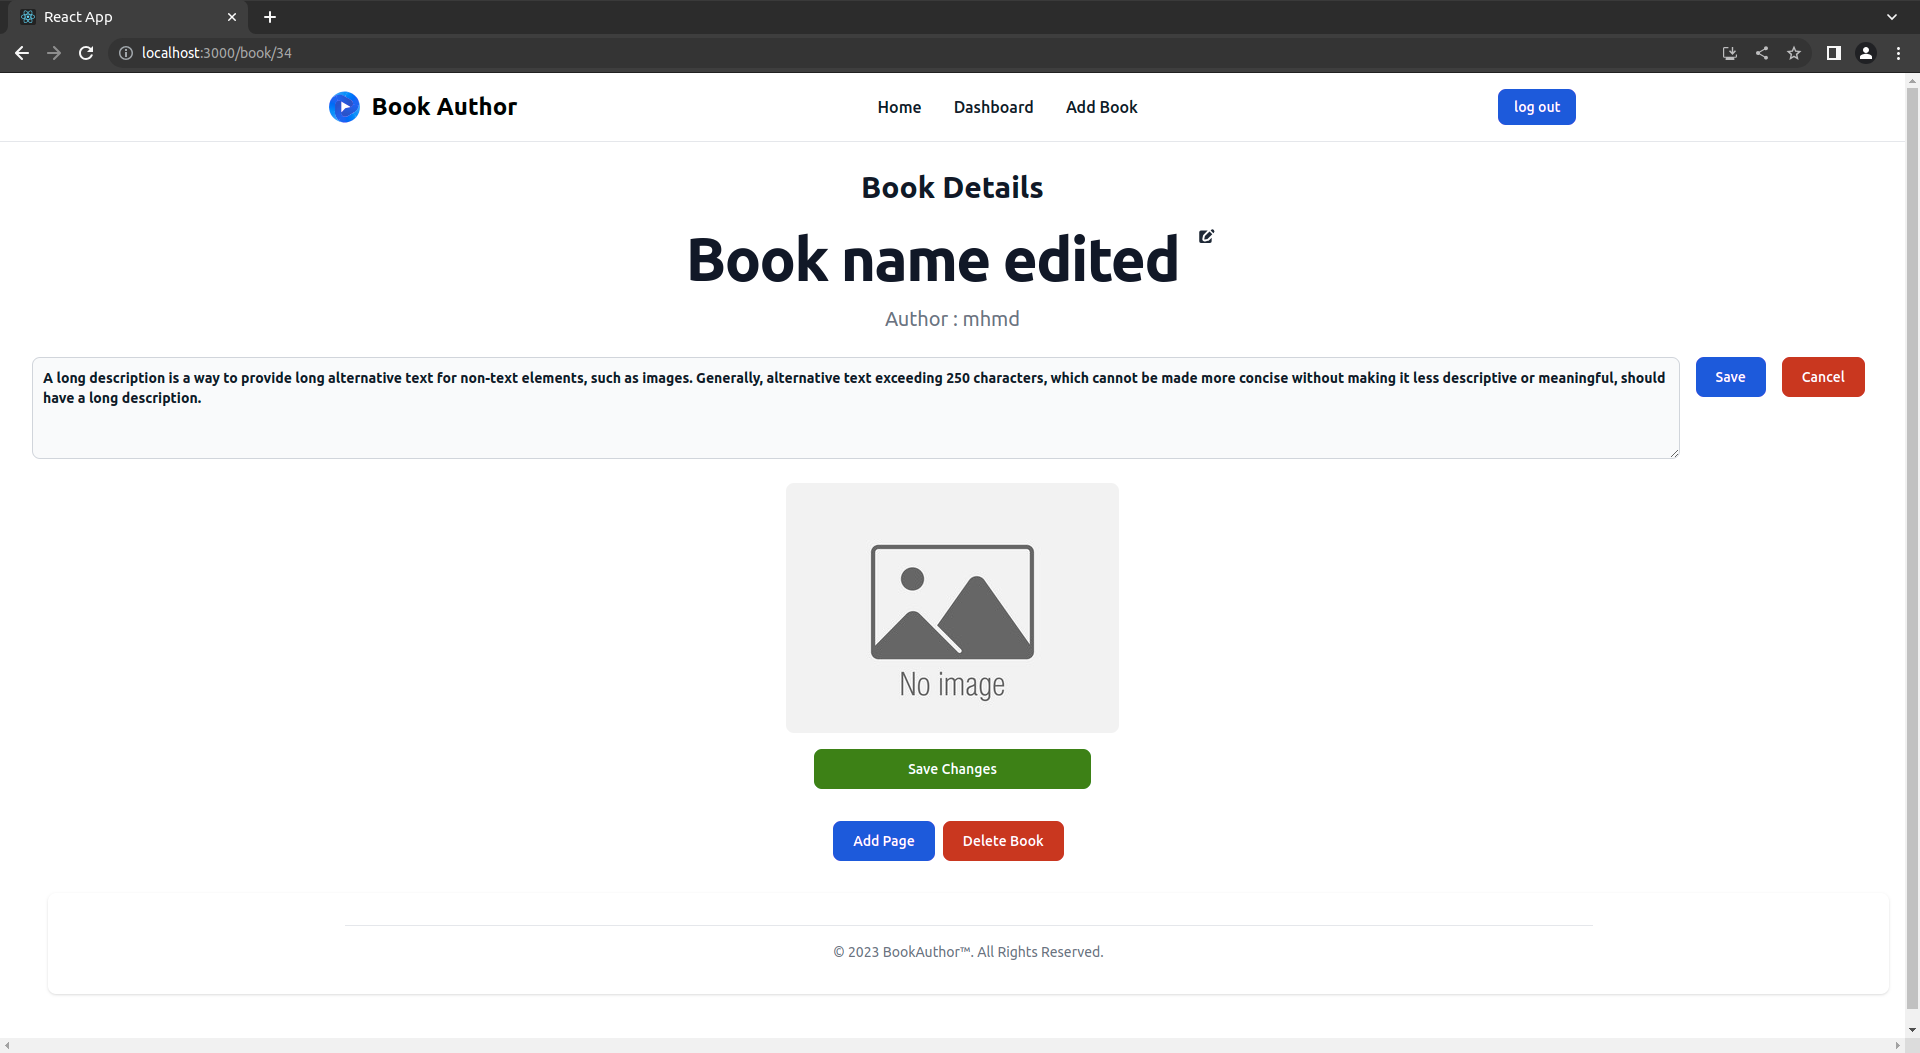 React App
localhost:3000/book/34
Book Author
Home Dashboard Add Book
log out
Book Details
Book name edited
Author : mhmd
A long description is a way to provide long alternative text for non-text elements, such as images. Generally, alternative text exceeding 250 characters, which cannot be made more concise without making it less descriptive or meaningful, should
have a long description.
Save Cancel
No image
Save Changes
Add Page Delete Book
© 2023 BookAuthor™. All Rights Reserved.